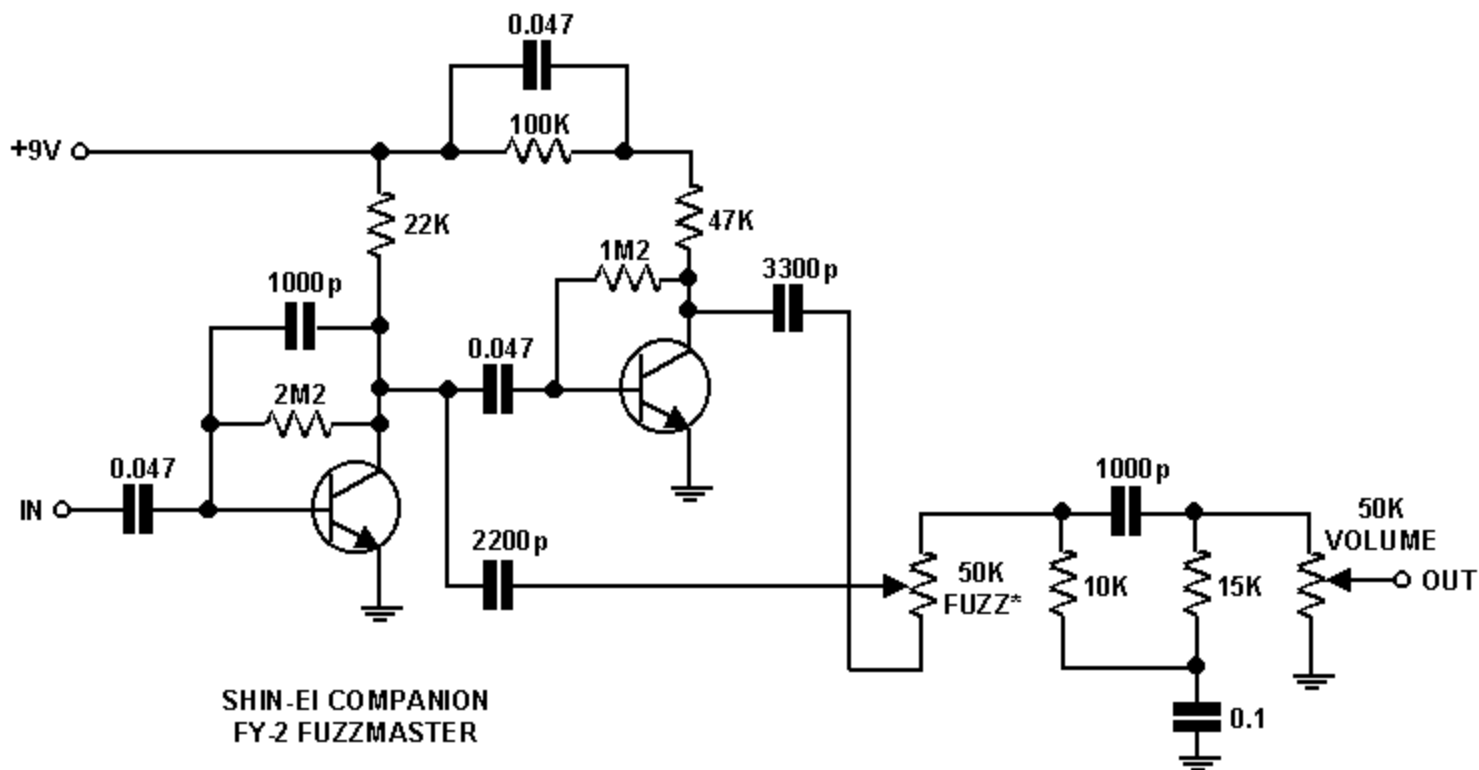 0.047
100K
+9V
22K
47K
1M2
3300p
1000p
0.047
2M2
0.047
IN
1000p
50K
VOLUME
2200p
50K
FUZZ*
10K
15K
OUT
SHIN-EI COMPANION
FY-2 FUZZMASTER
0.1